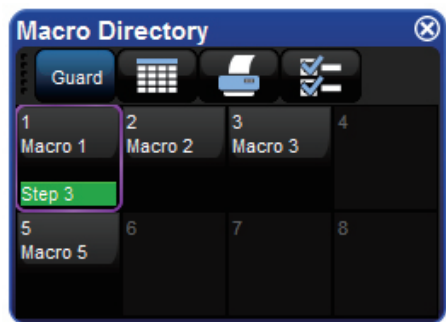 Macro Directory
Guard
1 2 3 4
Macro 1 Macro 2 Macro 3
Step 3
5 6 7 8
Macro 5